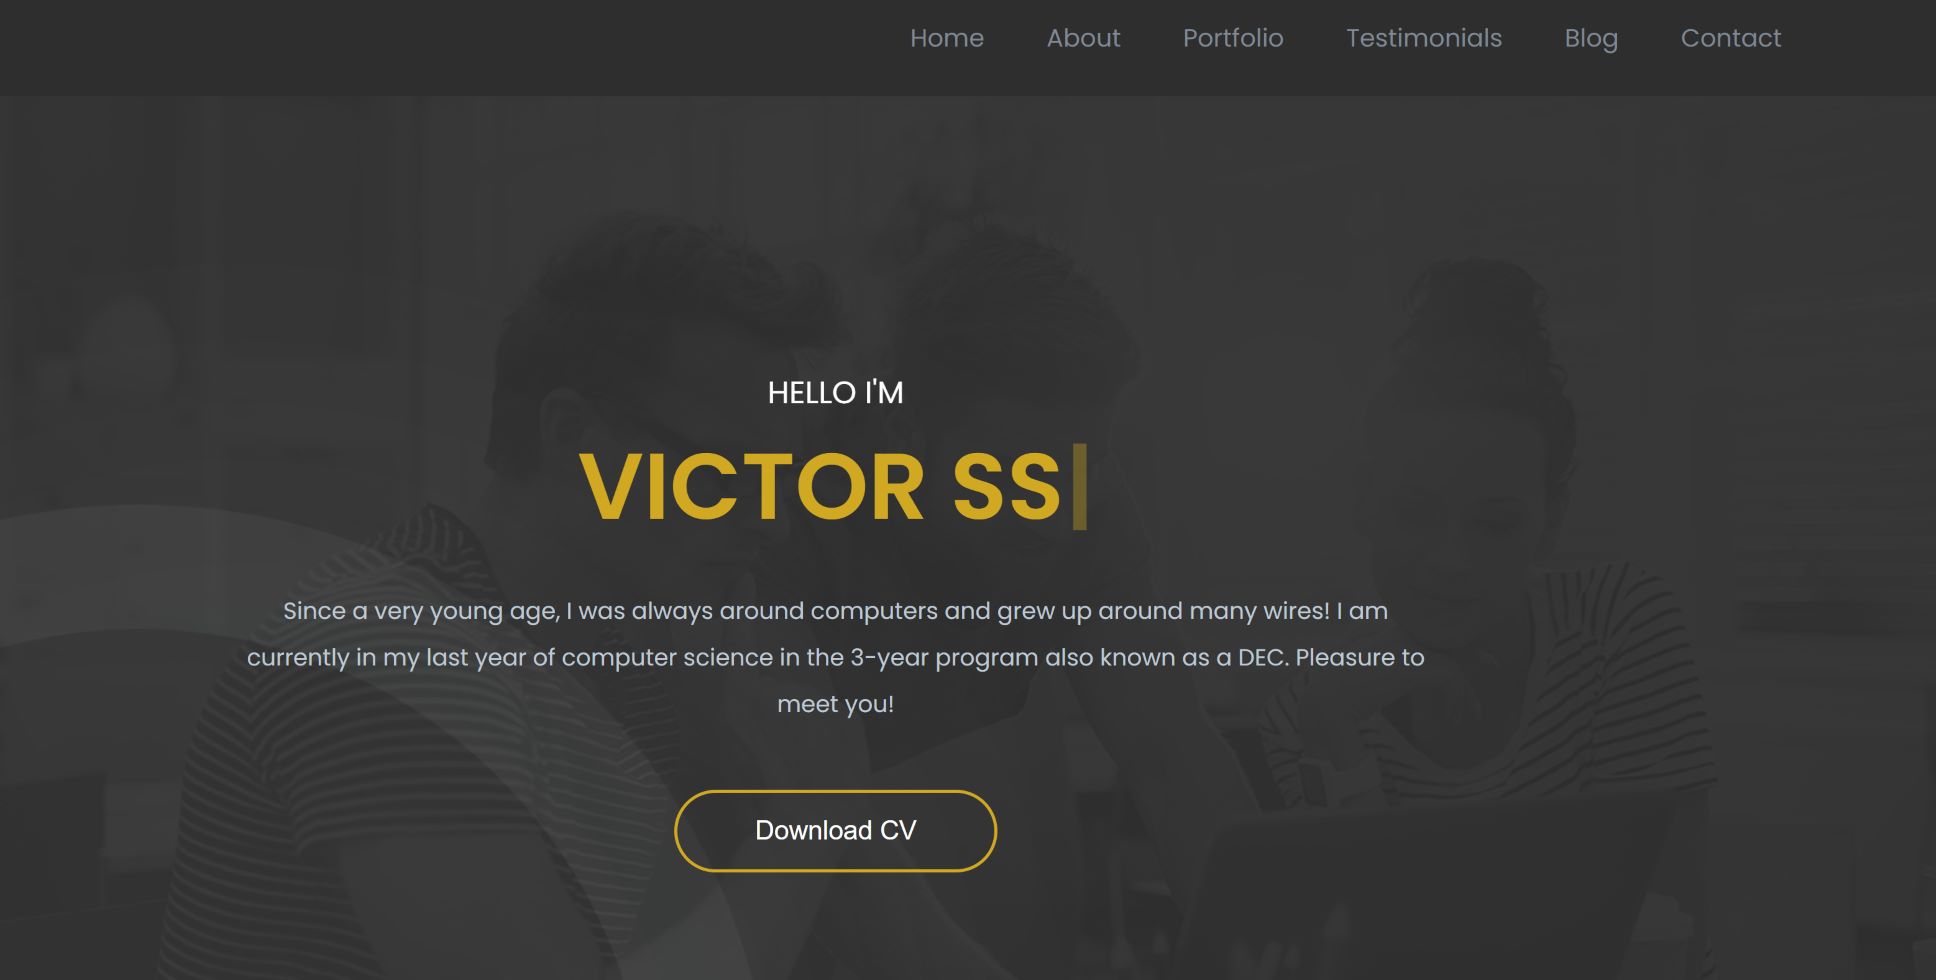 Home About Portfolio Testimonials Blog Contact
HELLO I'M
VICTOR SS
Since a very young age, I was always around computers and grew up around many wires! I am
currently in my last year of computer science in the 3-year program also known as a DEC. Pleasure to
meet you!
Download CV